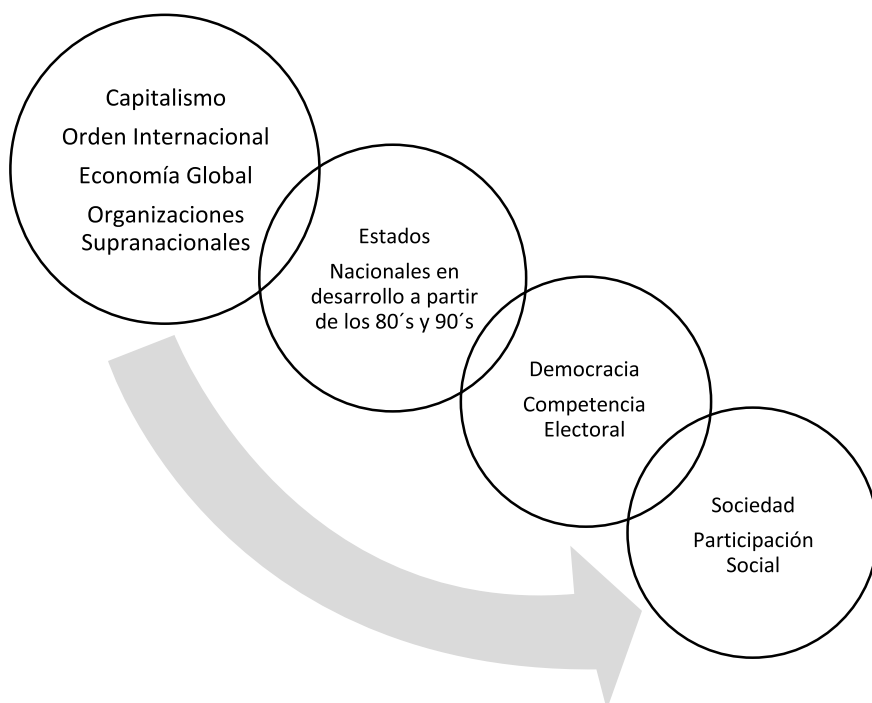 Capitalismo
Orden Internacional
Economía Global
Organizaciones
Supranacionales
Estados
Nacionales en
desarrollo a partir
de los 80´s y 90´s
Democracia
Competencia
Electoral
Sociedad
Participación
Social